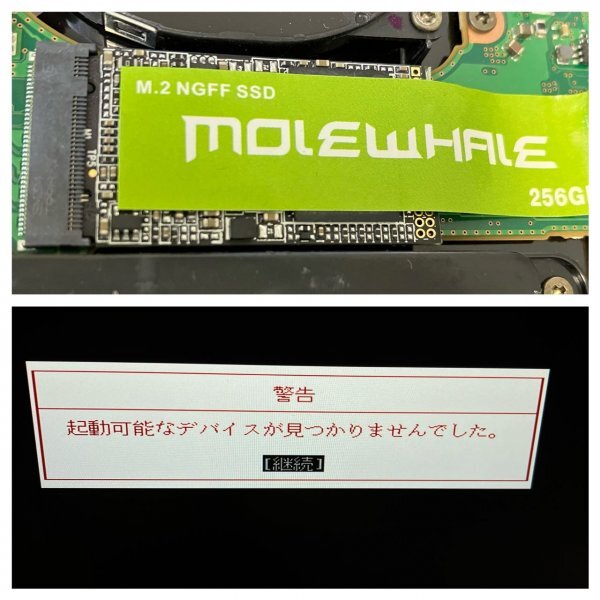 M.2 NGFF SSD
MOLEWHALE
256G
TP5
警告
起動可能なデバイスが見つかりませんでした。
[継続]